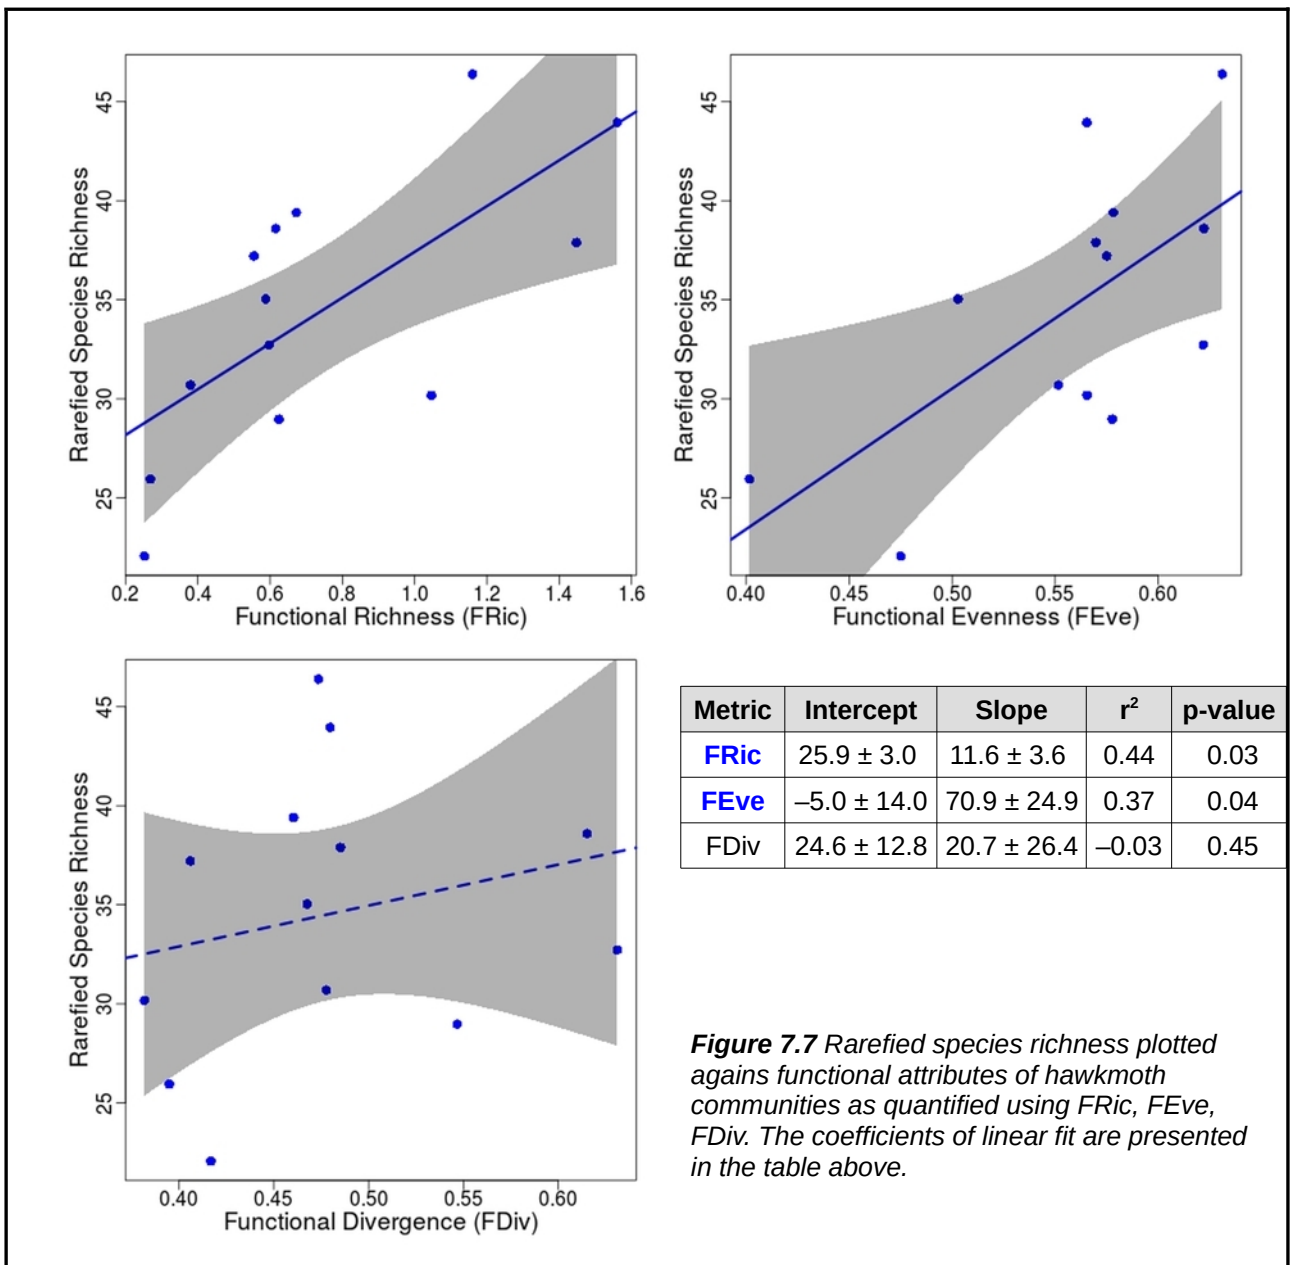 45
40
35
30
25
Rarefied Species Richness
0.2 0.4 0.6 0.8 1.0 1.2 1.4 1.6
Functional Richness (FRic)
45
40
35
30
25
Rarefied Species Richness
0.40 0.45 0.50 0.55 0.60
Functional Evenness (FEve)
45
40
35
30
25
Rarefied Species Richness
0.40 0.45 0.50 0.55 0.60
Functional Divergence (FDiv)
Metric Intercept Slope r² p-value
FRic 25.9 ± 3.0 11.6 ± 3.6 0.44 0.03
FEve –5.0 ± 14.0 70.9 ± 24.9 0.37 0.04
FDiv 24.6 ± 12.8 20.7 ± 26.4 –0.03 0.45
Figure 7.7 Rarefied species richness plotted
agains functional attributes of hawkmoth
communities as quantified using FRic, FEve,
FDiv. The coefficients of linear fit are presented
in the table above.